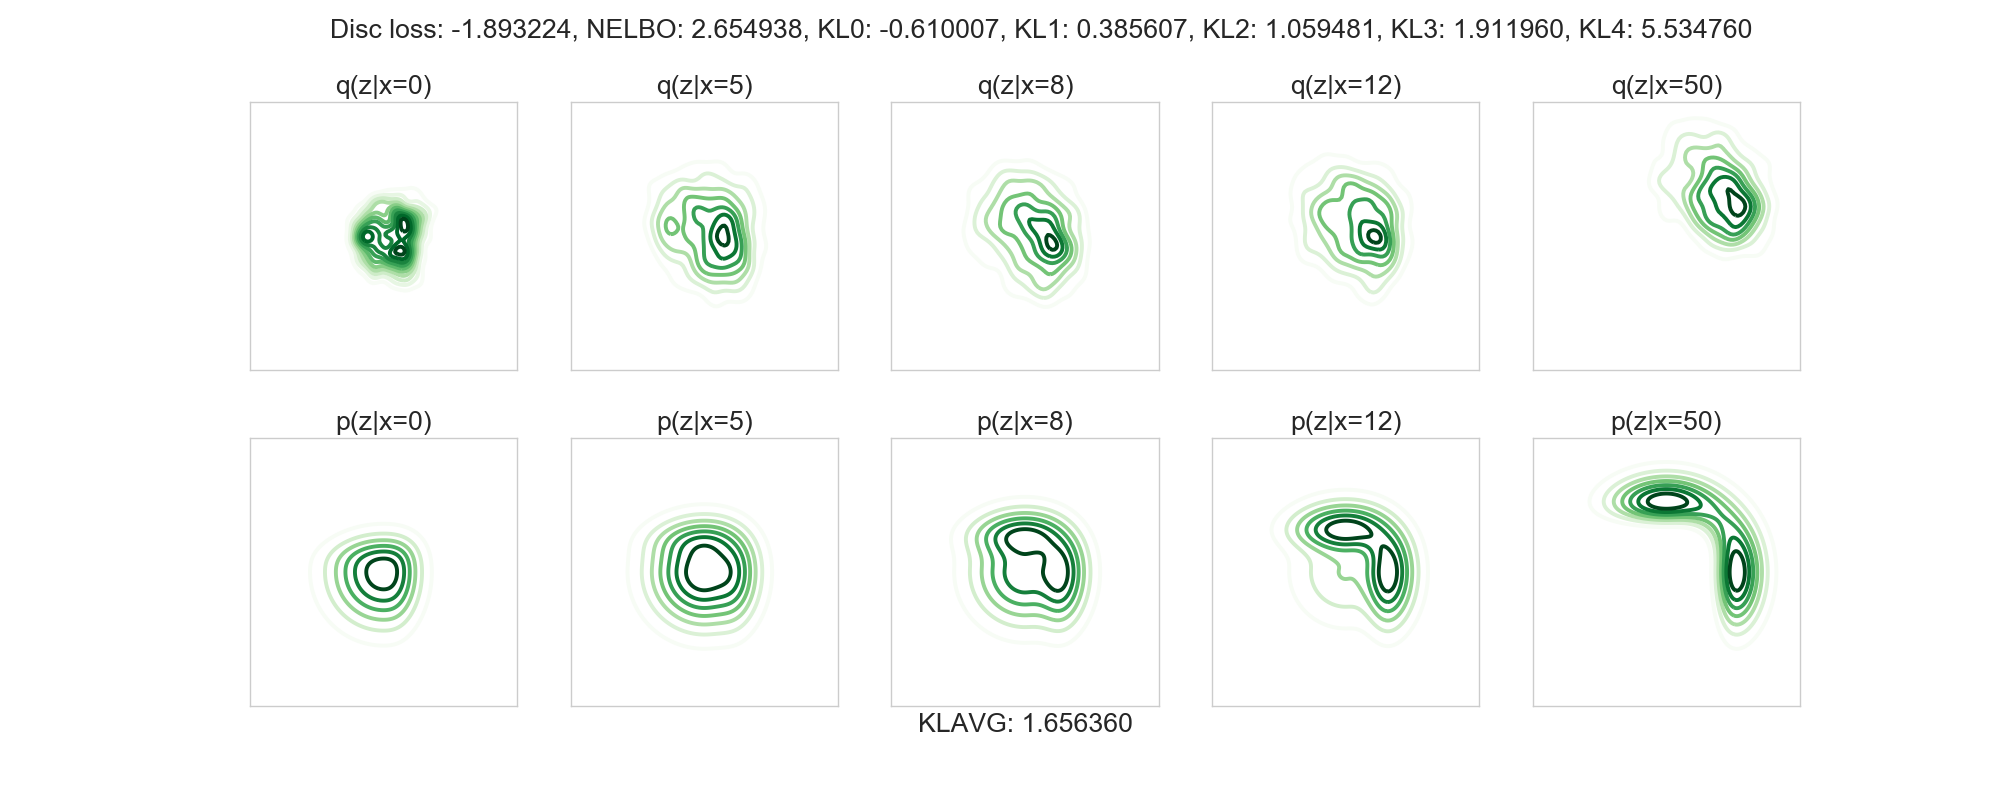 Disc loss: -1.893224, NELBO: 2.654938, KL0: -0.610007, KL1: 0.385607, KL2: 1.059481, KL3: 1.911960, KL4: 5.534760
q(z|x=0) q(z|x=5) q(z|x=8) q(z|x=12) q(z|x=50)
p(z|x=0) p(z|x=5) p(z|x=8) p(z|x=12) p(z|x=50)
KLAVG: 1.656360